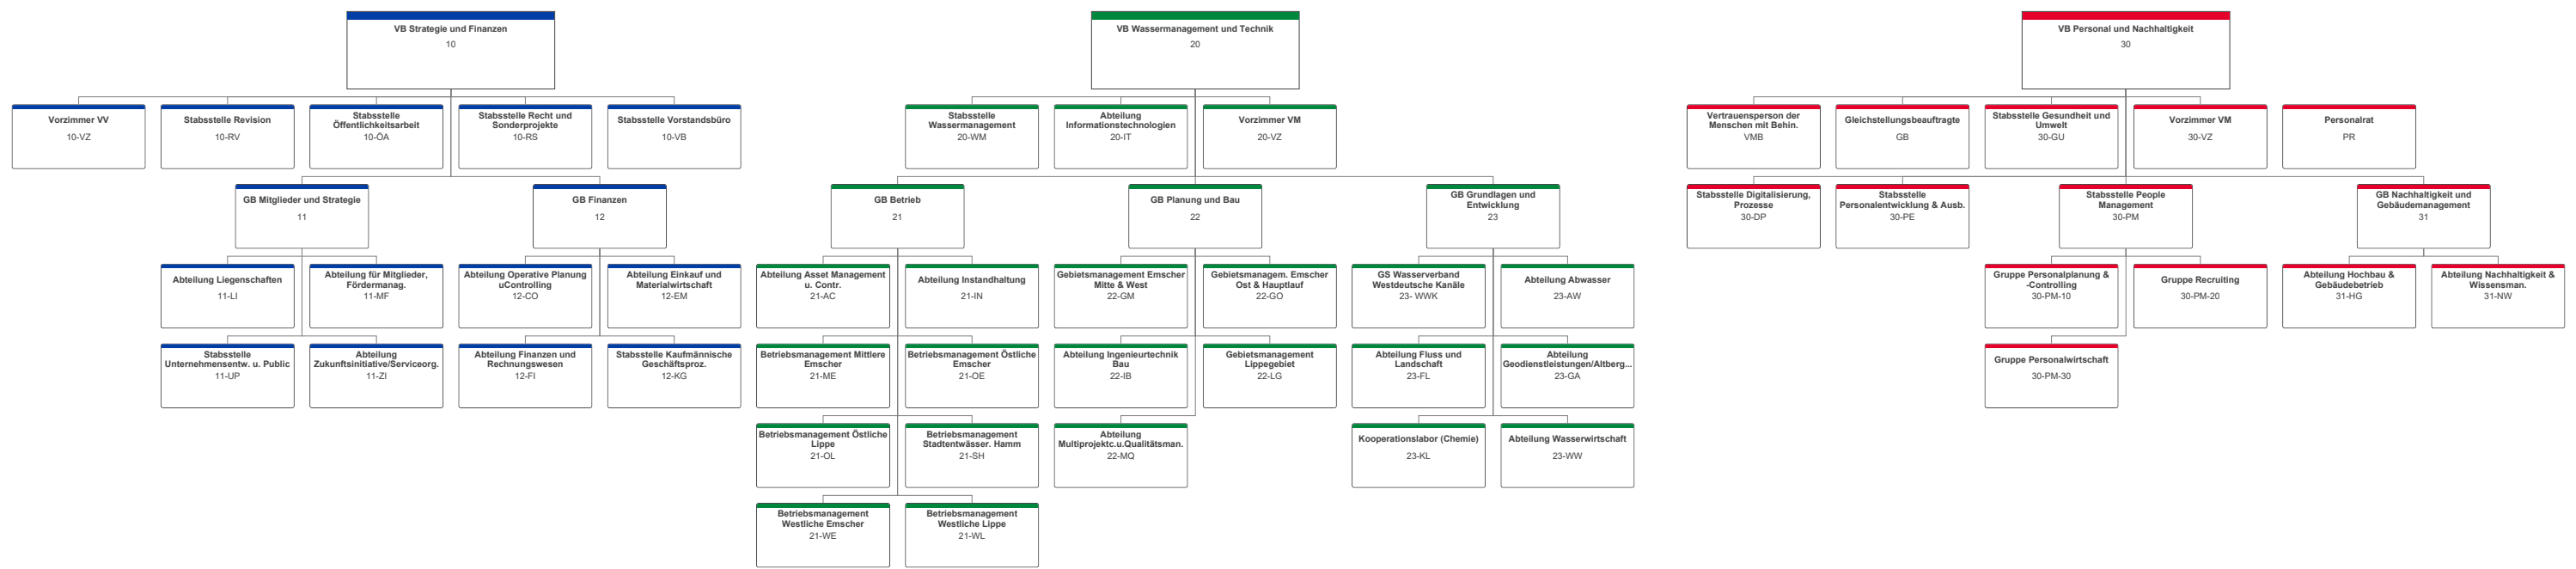 VB Strategie und Finanzen
10
VB Wassermanagement und Technik
20
VB Personal und Nachhaltigkeit
30
Vorzimmer VV
10-VZ
Stabsstelle Revision
10-RV
Stabsstelle
Öffentlichkeitsarbeit
10-ÖA
Stabsstelle Recht und
Sonderprojekte
10-RS
Stabsstelle Vorstandsbüro
10-VB
Stabsstelle
Wassermanagement
20-WM
Abteilung
Informationstechnologien
20-IT
Vorzimmer VM
20-VZ
Vertrauensperson der
Menschen mit Behin.
VMB
Gleichstellungsbeauftragte
GB
Stabsstelle Gesundheit und
Umwelt
30-GU
Vorzimmer VM
30-VZ
Personalrat
PR
GB Mitglieder und Strategie
11
GB Finanzen
12
GB Betrieb
21
GB Planung und Bau
22
GB Grundlagen und
Entwicklung
23
Stabsstelle Digitalisierung,
Prozesse
30-DP
Stabsstelle
Personalentwicklung & Ausb.
30-PE
Stabsstelle People
Management
30-PM
GB Nachhaltigkeit und
Gebäudemanagement
31
Abteilung Liegenschaften
11-LI
Abteilung für Mitglieder,
Fördermanag.
11-MF
Abteilung Operative Planung
uControlling
12-CO
Abteilung Einkauf und
Materialwirtschaft
12-EM
Abteilung Asset Management
u. Contr.
21-AC
Abteilung Instandhaltung
21-IN
Gebietsmanagement Emscher
Mitte & West
22-GM
Gebietsmanagem. Emscher
Ost & Hauptlauf
22-GO
GS Wasserverband
Westdeutsche Kanäle
23- WWK
Abteilung Abwasser
23-AW
Gruppe Personalplanung &
-Controlling
30-PM-10
Gruppe Recruiting
30-PM-20
Abteilung Hochbau &
Gebäudebetrieb
31-HG
Abteilung Nachhaltigkeit &
Wissensman.
31-NW
Stabsstelle
Unternehmensentw. u. Public
11-UP
Abteilung
Zukunftsinitiative/Serviceorg.
11-ZI
Abteilung Finanzen und
Rechnungswesen
12-FI
Stabsstelle Kaufmännische
Geschäftsproz.
12-KG
Betriebsmanagement Mittlere
Emscher
21-ME
Betriebsmanagement Östliche
Emscher
21-OE
Abteilung Ingenieurtechnik
Bau
22-IB
Gebietsmanagement
Lippegebiet
22-LG
Abteilung Fluss und
Landschaft
23-FL
Abteilung
Geodienstleistungen/Altberg...
23-GA
Gruppe Personalwirtschaft
30-PM-30
Betriebsmanagement Östliche
Lippe
21-OL
Betriebsmanagement
Stadtentwässer. Hamm
21-SH
Abteilung
Multiprojektc.u.Qualitätsman.
22-MQ
Kooperationslabor (Chemie)
23-KL
Abteilung Wasserwirtschaft
23-WW
Betriebsmanagement
Westliche Emscher
21-WE
Betriebsmanagement
Westliche Lippe
21-WL